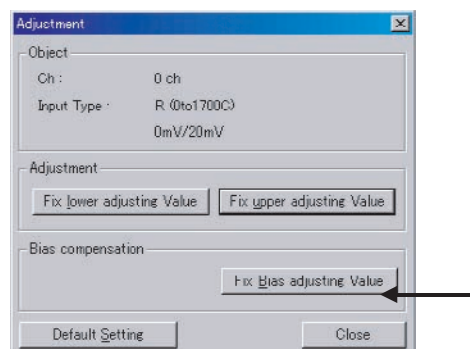 Adjuctment
Object
Ch : 0 ch
Input Type : R (0to1700C)
0mV/20mV
Adjustment
Fix lower adjusting Value Fix upper adjusting Value
Bias compensation
Fix Bias adjusting Value
Default Setting Close